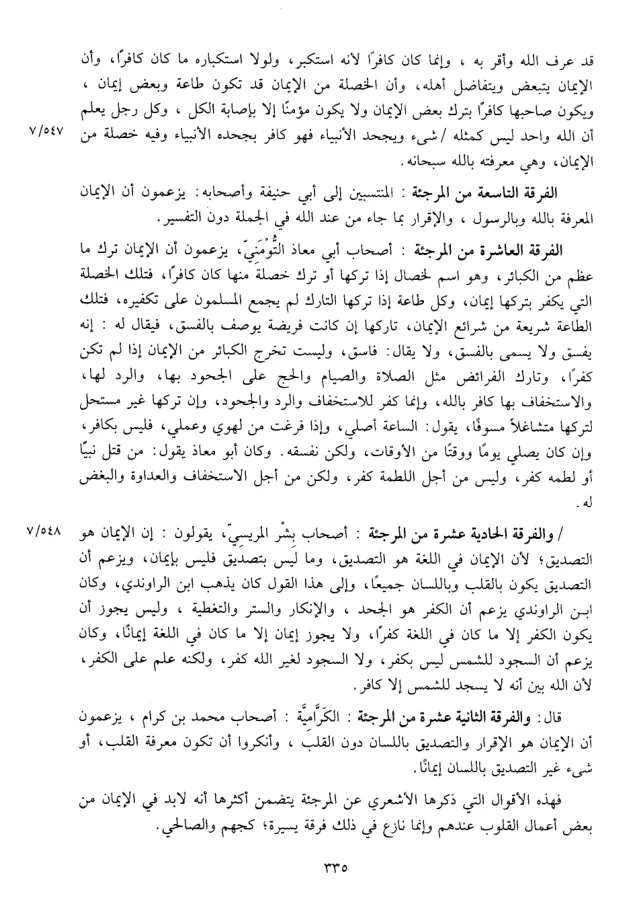 قد عرف الله وأقر به ، وإنما كان كافرًا لأنه استكبر، ولولا استكباره ما كان كافرًا، وأن
الإيمان يتبعض ويتفاضل أهله، وأن الخصلة من الإيمان قد تكون طاعة وبعض إيمان ،
ويكون صاحبها كافرًا بترك بعض الإيمان ولا يكون مؤمنًا إلا بإصابة الكل ، وكل رجل يعلم
أن الله واحد ليس كمثله / شىء ويجحد الأنبياء فهو كافر بجحده الأنبياء وفيه خصلة من ٧/٥٤٧
الإيمان، وهي معرفته بالله سبحانه.
الفرقة التاسعة من المرجئة : المنتسبين إلى أبي حنيفة وأصحابه: يزعمون أن الإيمان
المعرفة بالله وبالرسول ، والإقرار بما جاء من عند الله في الجملة دون التفسير.
الفرقة العاشرة من المرجئة : أصحاب أبي معاذ التُّومَنِيّ، يزعمون أن الإيمان ترك ما
عظم من الكبائر، وهو اسم لخصال إذا تركها أو ترك خصلة منها كان كافرًا، فتلك الخصلة
التي يكفر بتركها إيمان، وكل طاعة إذا تركها التارك لم يجمع المسلمون على تكفيره، فتلك
الطاعة شريعة من شرائع الإيمان، تاركها إن كانت فريضة يوصف بالفسق، فيقال له : إنه
يفسق ولا يسمى بالفسق، ولا يقال: فاسق، وليست تخرج الكبائر من الإيمان إذا لم تكن
كفرًا، وتارك الفرائض مثل الصلاة والصيام والحج على الجحود بها، والرد لها،
والاستخفاف بها كافر بالله، وإنما كفر للاستخفاف والرد والجحود، وإن تركها غير مستحل
لتركها متشاغلاً مسوفًا، يقول: الساعة أصلي، وإذا فرغت من لهوي وعملي، فليس بكافر،
وإن كان يصلي يومًا ووقتًا من الأوقات، ولكن نفسقه. وكان أبو معاذ يقول: من قتل نبيًّا
أو لطمه كفر، وليس من أجل اللطمة كفر، ولكن من أجل الاستخفاف والعداوة والبغض
له .
/ والفرقة الحادية عشرة من المرجئة : أصحاب بِشْر المريسيّ، يقولون : إن الإيمان هو ٧/٥٤٨
التصديق؛ لأن الإيمان في اللغة هو التصديق، وما ليس بتصديق فليس بإيمان، ويزعم أن
التصديق يكون بالقلب وباللسان جميعًا، وإلى هذا القول كان يذهب ابن الراوندي، وكان
ابن الراوندي يزعم أن الكفر هو الجحد ، والإنكار والستر والتغطية ، وليس يجوز أن
يكون الكفر إلا ما كان في اللغة كفرًا، ولا يجوز إيمان إلا ما كان في اللغة إيمانًا، وكان
يزعم أن السجود للشمس ليس بكفر، ولا السجود لغير الله كفر، ولكنه علم على الكفر،
لأن الله بين أنه لا يسجد للشمس إلا كافر.
قال: والفرقة الثانية عشرة من المرجئة : الكَرَّامِيَّة : أصحاب محمد بن كرام ، يزعمون
أن الإيمان هو الإقرار والتصديق باللسان دون القلب ، وأنكروا أن تكون معرفة القلب، أو
شىء غير التصديق باللسان إيمانًا.
فهذه الأقوال التي ذكرها الأشعري عن المرجئة يتضمن أكثرها أنه لابد في الإيمان من
بعض أعمال القلوب عندهم وإنما نازع في ذلك فرقة يسيرة؛ كجهم والصالحي.
٣٣٥